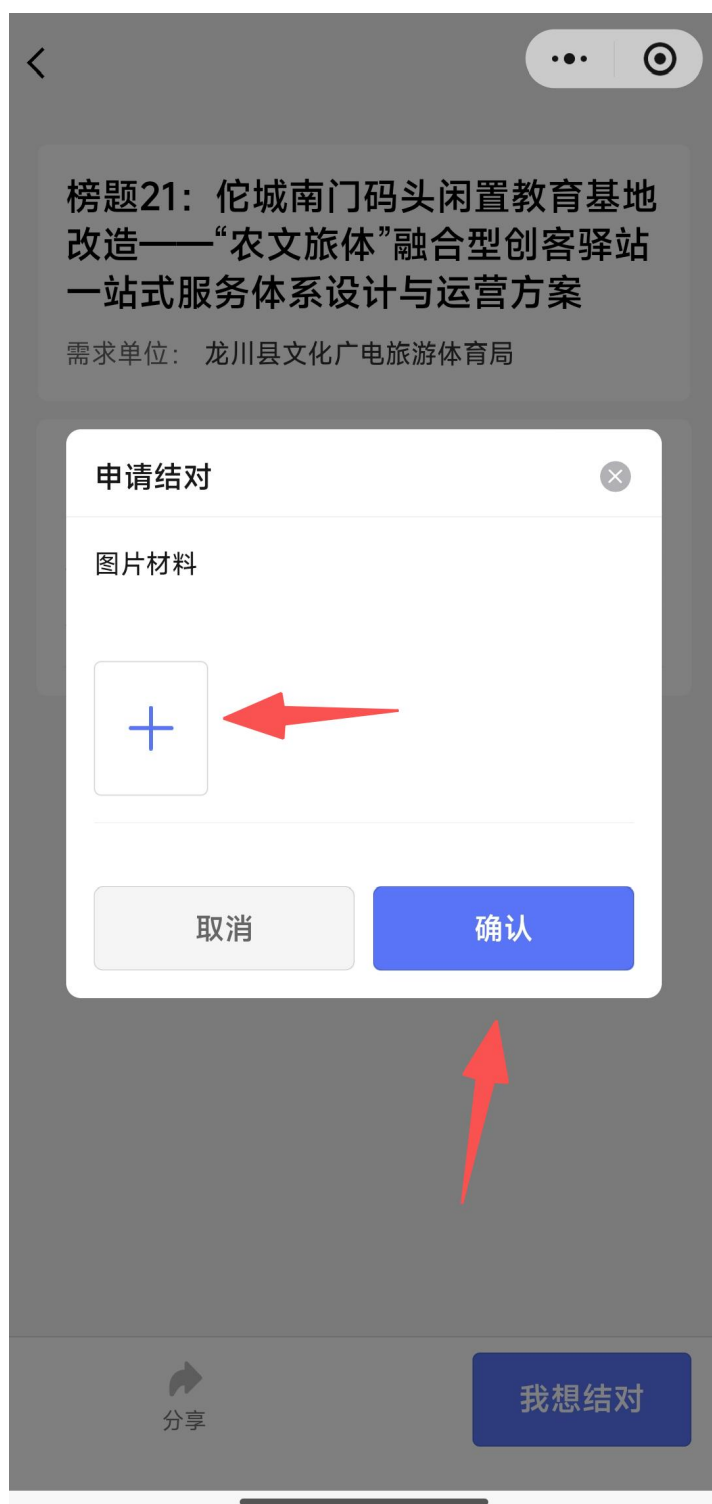 榜题21：佗城南门码头闲置教育基地
改造——“农文旅体”融合型创客驿站
一站式服务体系设计与运营方案
需求单位： 龙川县文化广电旅游体育局
申请结对
图片材料
取消
确认
分享
我想结对